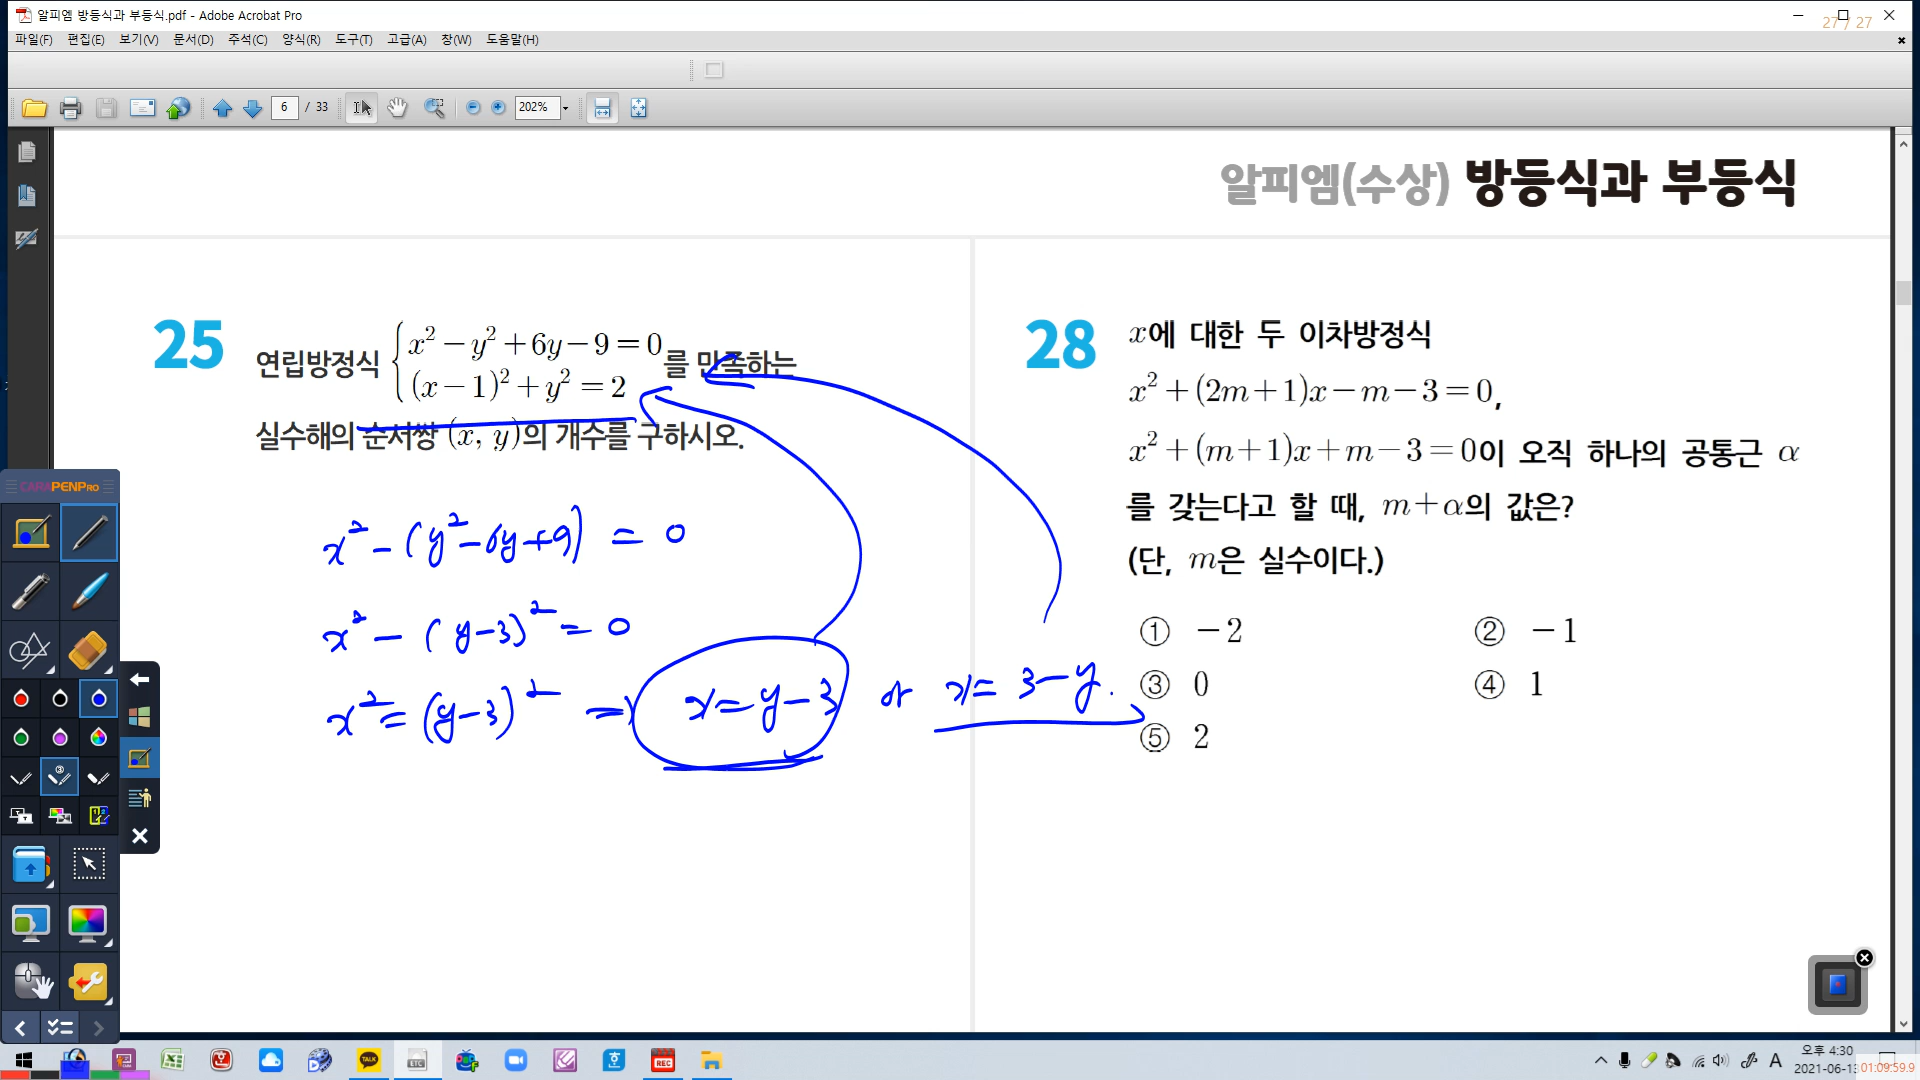 알피엠 방등식과 부등식.pdf - Adobe Acrobat Pro
27 / 27
파일(F) 편집(E) 보기(V) 문서(D) 주석(C) 양식(R) 도구(T) 고급(A) 창(W) 도움말(H)
6 / 33 202%
알피엠(수상) 방등식과 부등식
25 연립방정식 { x² − y² + 6y − 9 = 0
(x − 1)² + y² = 2 를 만족하는
실수해의 순서쌍 (x, y)의 개수를 구하시오.
x² − (y² − 6y + 9) = 0
x² − (y − 3)² = 0
x² = (y − 3)² ⇒ x = y − 3 or x = 3 − y.
28 x에 대한 두 이차방정식
x² + (2m + 1)x − m − 3 = 0,
x² + (m + 1)x + m − 3 = 0이 오직 하나의 공통근 α
를 갖는다고 할 때, m + α의 값은?
(단, m은 실수이다.)
① −2 ② −1
③ 0 ④ 1
⑤ 2
CARAPENPRO
TALK
ETC
REC
A
오후 4:30
2021-06-13
01:09:59.9